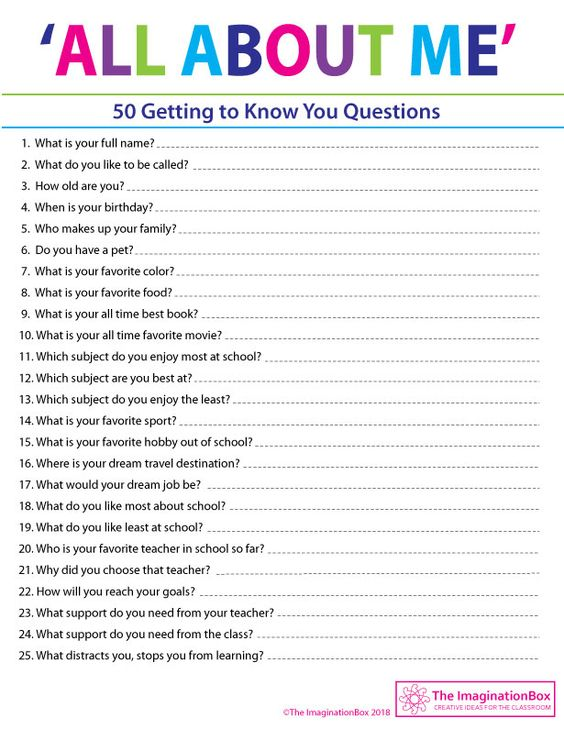 ‘ALL ABOUT ME’
50 Getting to Know You Questions
1. What is your full name?
2. What do you like to be called?
3. How old are you?
4. When is your birthday?
5. Who makes up your family?
6. Do you have a pet?
7. What is your favorite color?
8. What is your favorite food?
9. What is your all time best book?
10. What is your all time favorite movie?
11. Which subject do you enjoy most at school?
12. Which subject are you best at?
13. Which subject do you enjoy the least?
14. What is your favorite sport?
15. What is your favorite hobby out of school?
16. Where is your dream travel destination?
17. What would your dream job be?
18. What do you like most about school?
19. What do you like least at school?
20. Who is your favorite teacher in school so far?
21. Why did you choose that teacher?
22. How will you reach your goals?
23. What support do you need from your teacher?
24. What support do you need from the class?
25. What distracts you, stops you from learning?
©The ImaginationBox 2018
The ImaginationBox
CREATIVE IDEAS FOR THE CLASSROOM